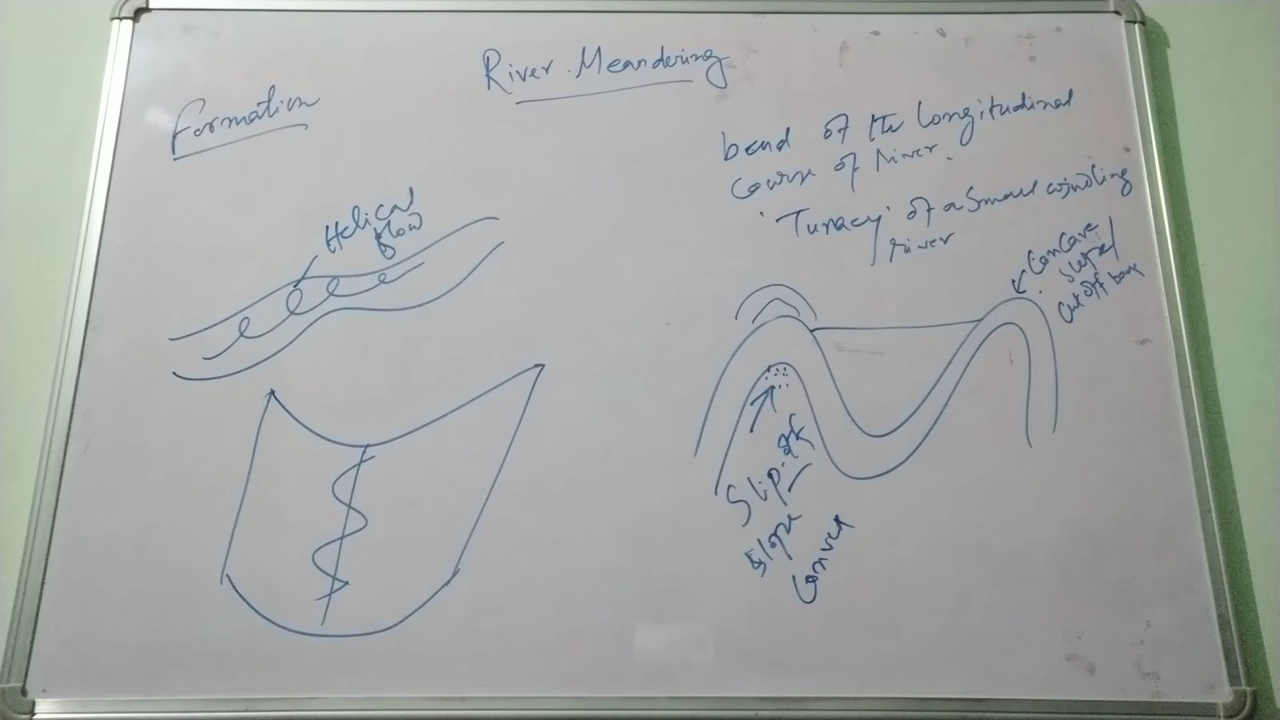 River Meandering
Formation
Helical
flow
bend of the longitudinal
course of river.
'Turkey' of a small winding
river
Concave
slope/
cut off bank
Slip-off
slope
Convex